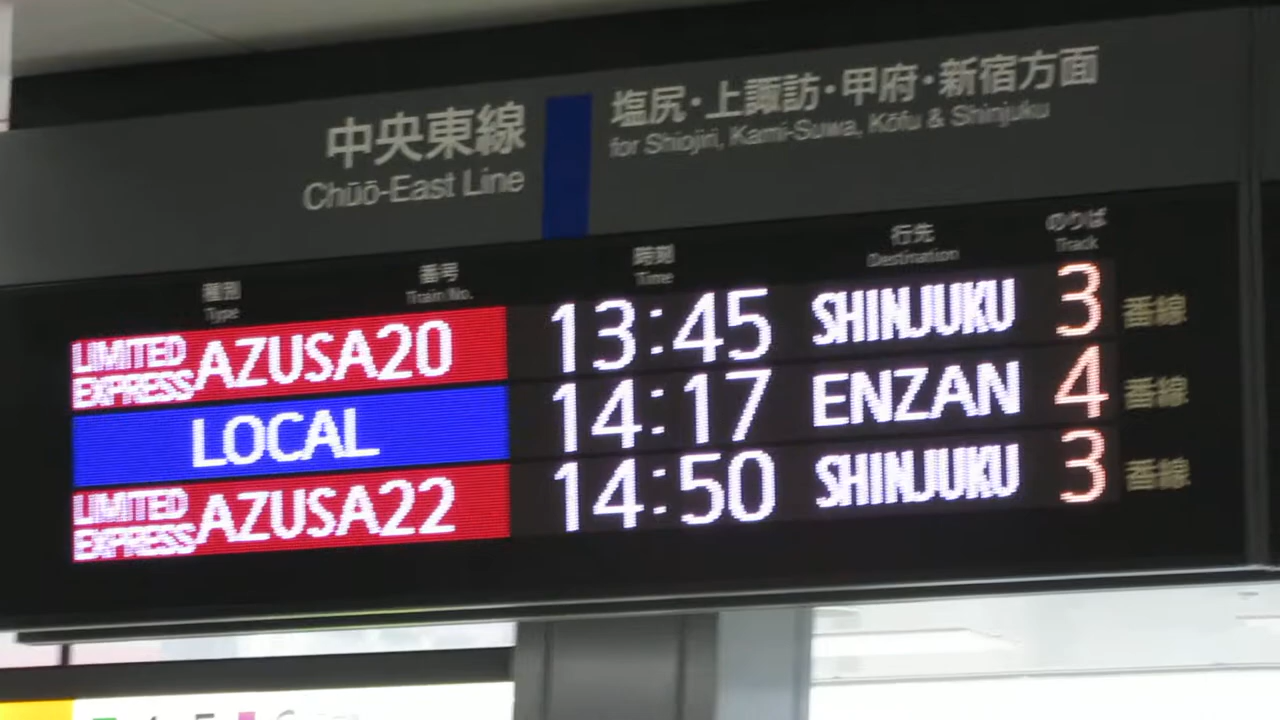 中央東線
Chūō-East Line
塩尻・上諏訪・甲府・新宿方面
for Shiojiri, Kami-Suwa, Kōfu & Shinjuku
種別 番号 時刻 行先 のりば
Type Train No. Time Destination Track
LIMITED EXPRESS AZUSA20 13:45 SHINJUKU 3 番線
LOCAL 14:17 ENZAN 4 番線
LIMITED EXPRESS AZUSA22 14:50 SHINJUKU 3 番線